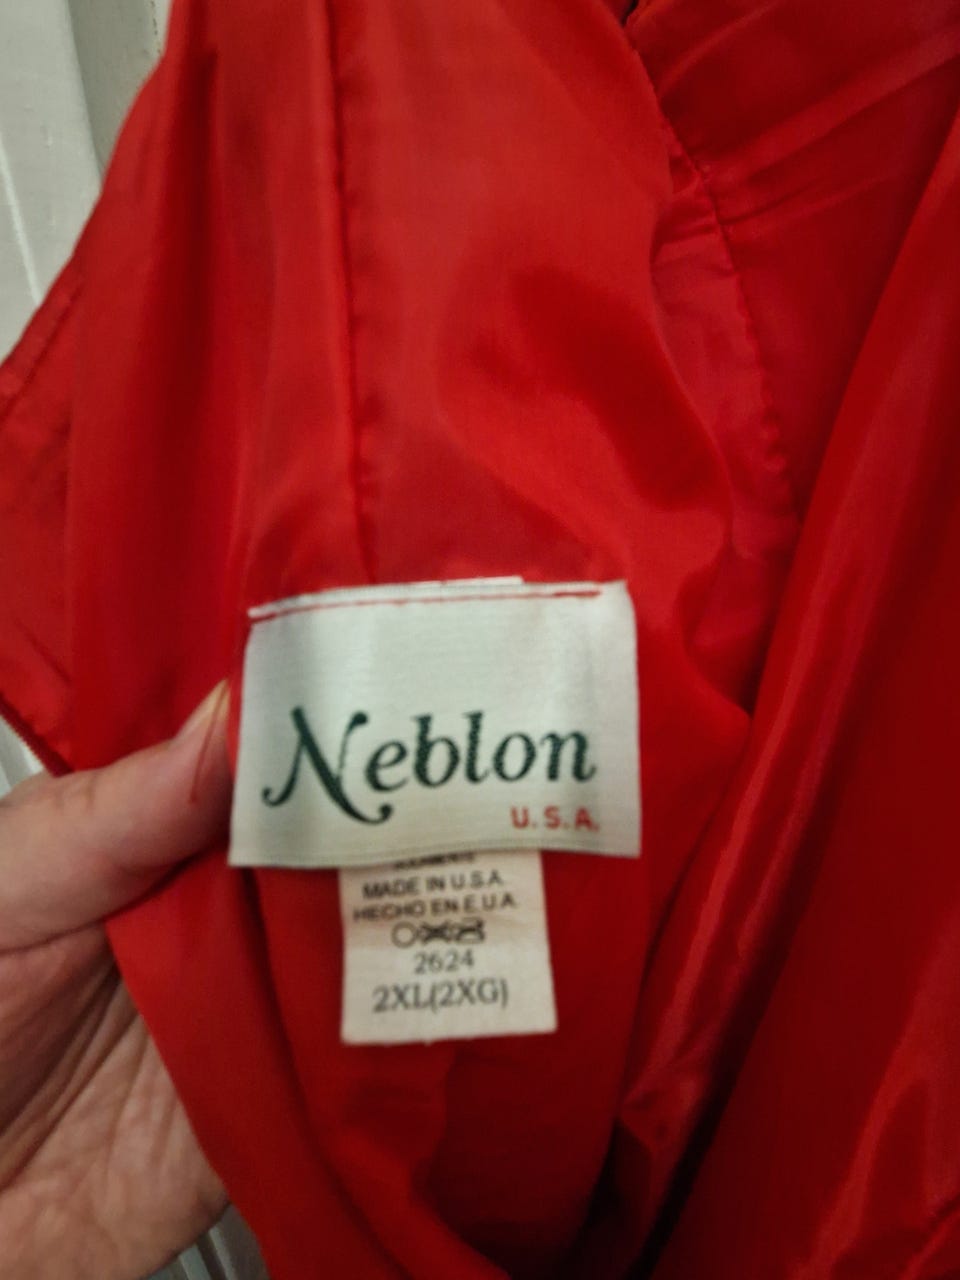 Neblon
U.S.A.
MADE IN U.S.A.
HECHO EN E.U.A.
2624
2XL(2XG)